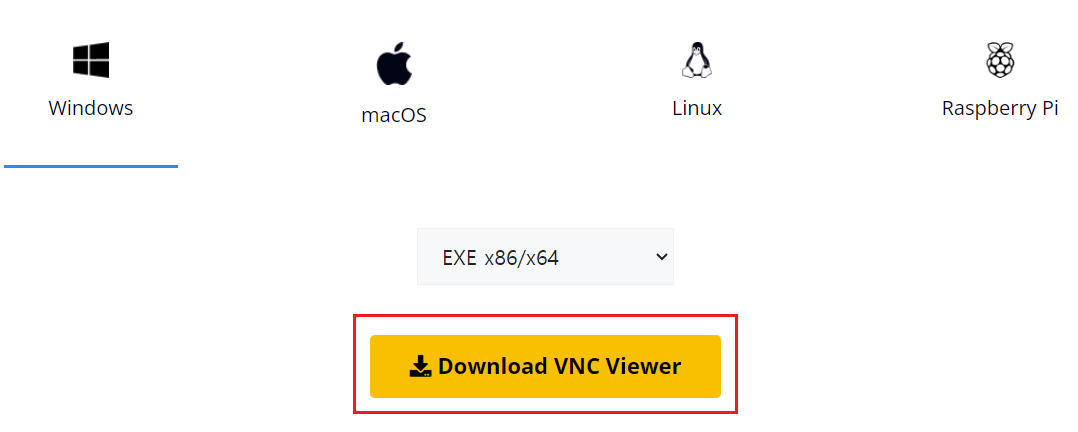 Windows
macOS
Linux
Raspberry Pi
EXE x86/x64
Download VNC Viewer